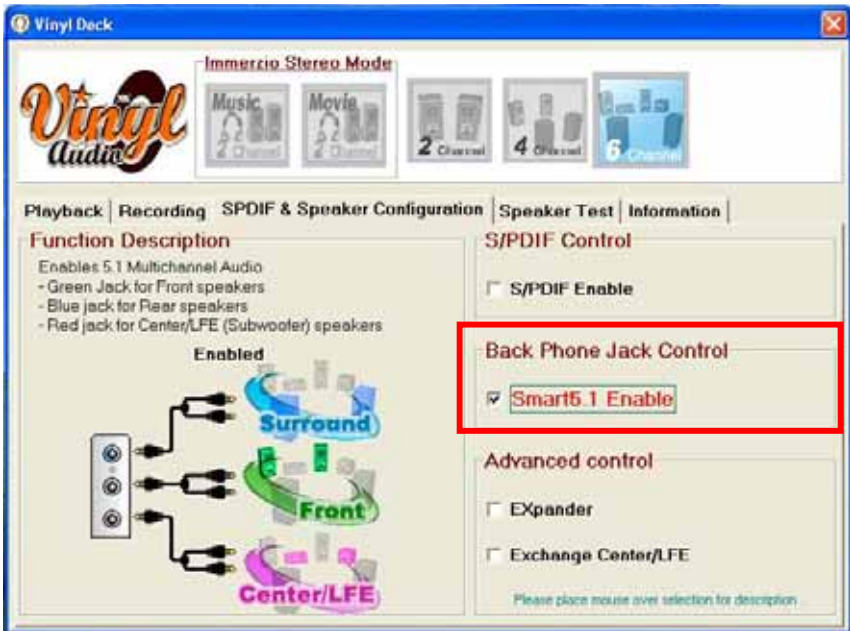 Vinyl Deck
Immerzio Stereo Mode
Vinyl
Audio
Music
2 Channel
Movie
2 Channel
2 Channel
4 Channel
6 Channel
Playback
Recording
SPDIF & Speaker Configuration
Speaker Test
Information
Function Description
Enables 5.1 Multichannel Audio
- Green Jack for Front speakers
- Blue jack for Rear speakers
- Red jack for Center/LFE (Subwoofer) speakers
Enabled
Surround
Front
Center/LFE
S/PDIF Control
S/PDIF Enable
Back Phone Jack Control
Smart5.1 Enable
Advanced control
EXpander
Exchange Center/LFE
Please place mouse over selection for description